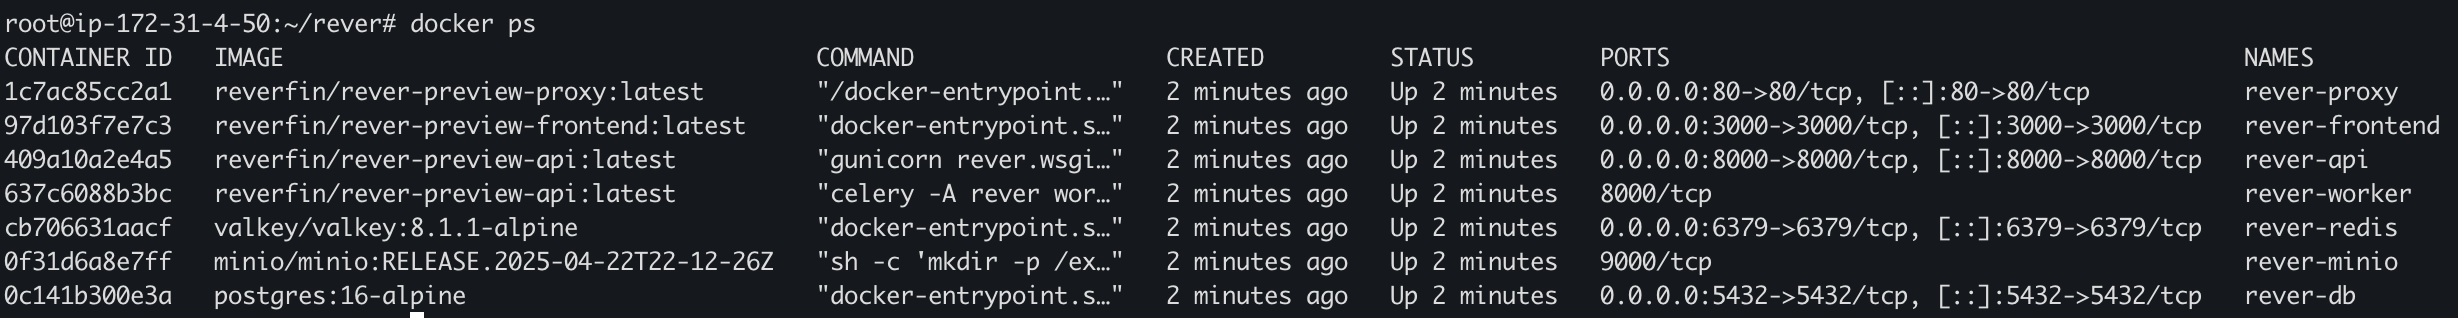 root@ip-172-31-4-50:~/rever# docker ps
CONTAINER ID   IMAGE                                      COMMAND                  CREATED         STATUS         PORTS                                         NAMES
1c7ac85cc2a1   reverfin/rever-preview-proxy:latest        "/docker-entrypoint.…"   2 minutes ago   Up 2 minutes   0.0.0.0:80->80/tcp, [::]:80->80/tcp           rever-proxy
97d103f7e7c3   reverfin/rever-preview-frontend:latest     "docker-entrypoint.s…"   2 minutes ago   Up 2 minutes   0.0.0.0:3000->3000/tcp, [::]:3000->3000/tcp   rever-frontend
409a10a2e4a5   reverfin/rever-preview-api:latest          "gunicorn rever.wsgi…"   2 minutes ago   Up 2 minutes   0.0.0.0:8000->8000/tcp, [::]:8000->8000/tcp   rever-api
637c6088b3bc   reverfin/rever-preview-api:latest          "celery -A rever wor…"   2 minutes ago   Up 2 minutes   8000/tcp                                      rever-worker
cb706631aacf   valkey/valkey:8.1.1-alpine                 "docker-entrypoint.s…"   2 minutes ago   Up 2 minutes   0.0.0.0:6379->6379/tcp, [::]:6379->6379/tcp   rever-redis
0f31d6a8e7ff   minio/minio:RELEASE.2025-04-22T22-12-26Z   "sh -c 'mkdir -p /ex…"   2 minutes ago   Up 2 minutes   9000/tcp                                      rever-minio
0c141b300e3a   postgres:16-alpine                         "docker-entrypoint.s…"   2 minutes ago   Up 2 minutes   0.0.0.0:5432->5432/tcp, [::]:5432->5432/tcp   rever-db